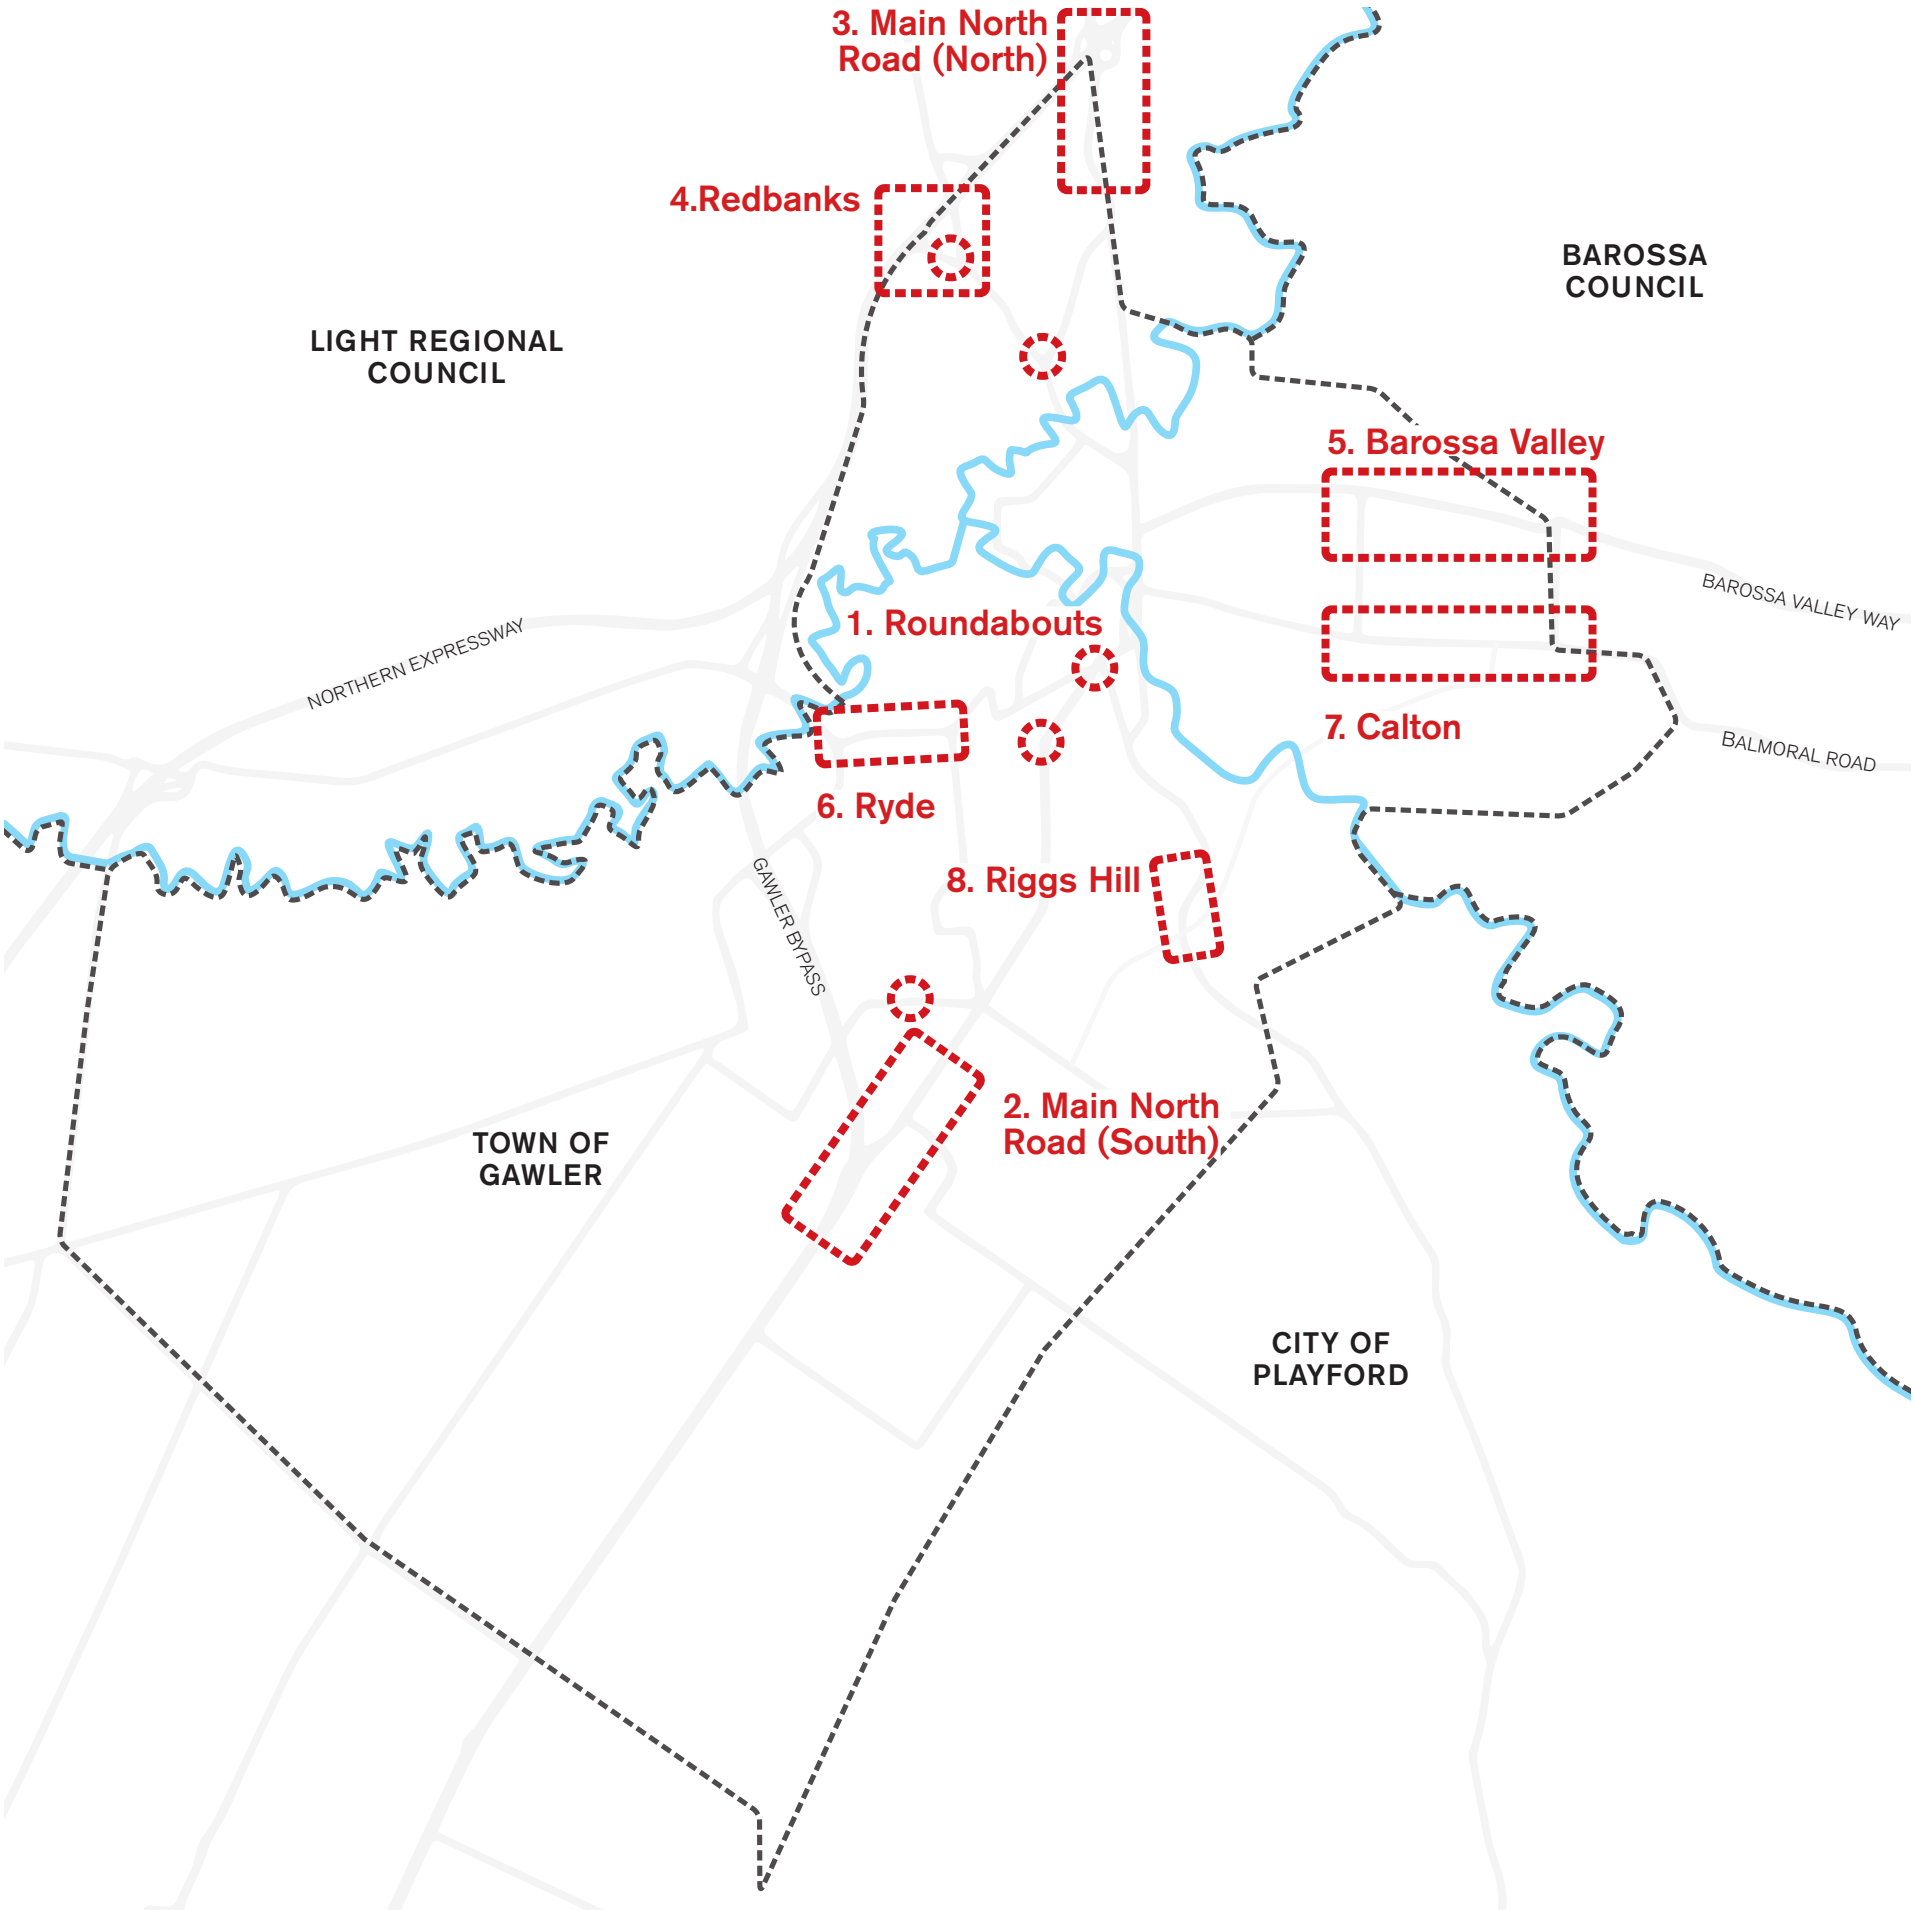 3. Main North
Road (North)
4.Redbanks
BAROSSA
COUNCIL
LIGHT REGIONAL
COUNCIL
5. Barossa Valley
BAROSSA VALLEY WAY
1. Roundabouts
NORTHERN EXPRESSWAY
7. Calton
BALMORAL ROAD
6. Ryde
GAWLER BYPASS
8. Riggs Hill
2. Main North
Road (South)
TOWN OF
GAWLER
CITY OF
PLAYFORD